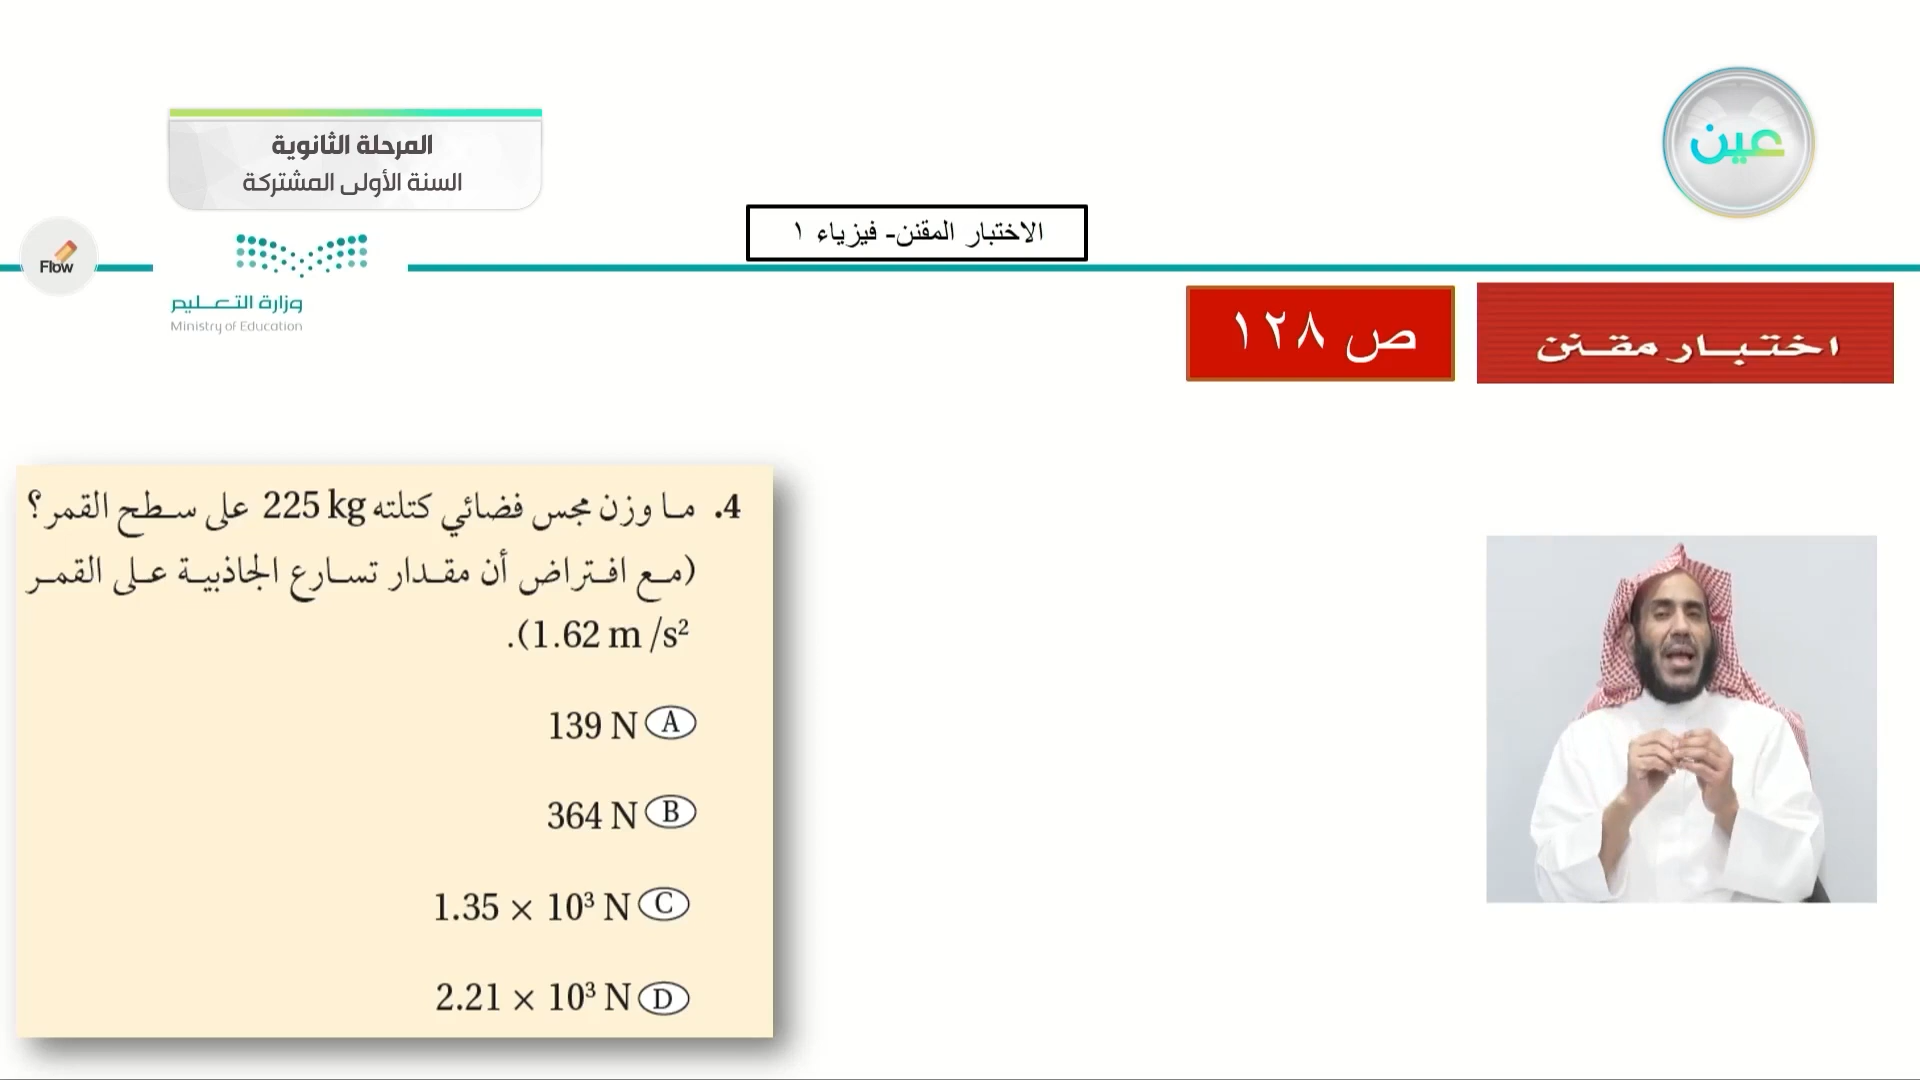 عين
المرحلة الثانوية
السنة الأولى المشتركة
الاختبار المقنن- فيزياء ١
Flow
وزارة التعليم
Ministry of Education
اختبار مقنن
ص ١٢٨
4. ما وزن مجس فضائي كتلته 225 kg على سطح القمر؟
(مع افتراض أن مقدار تسارع الجاذبية على القمر
1.62 m /s²).
A 139 N
B 364 N
C 1.35 × 10³ N
D 2.21 × 10³ N